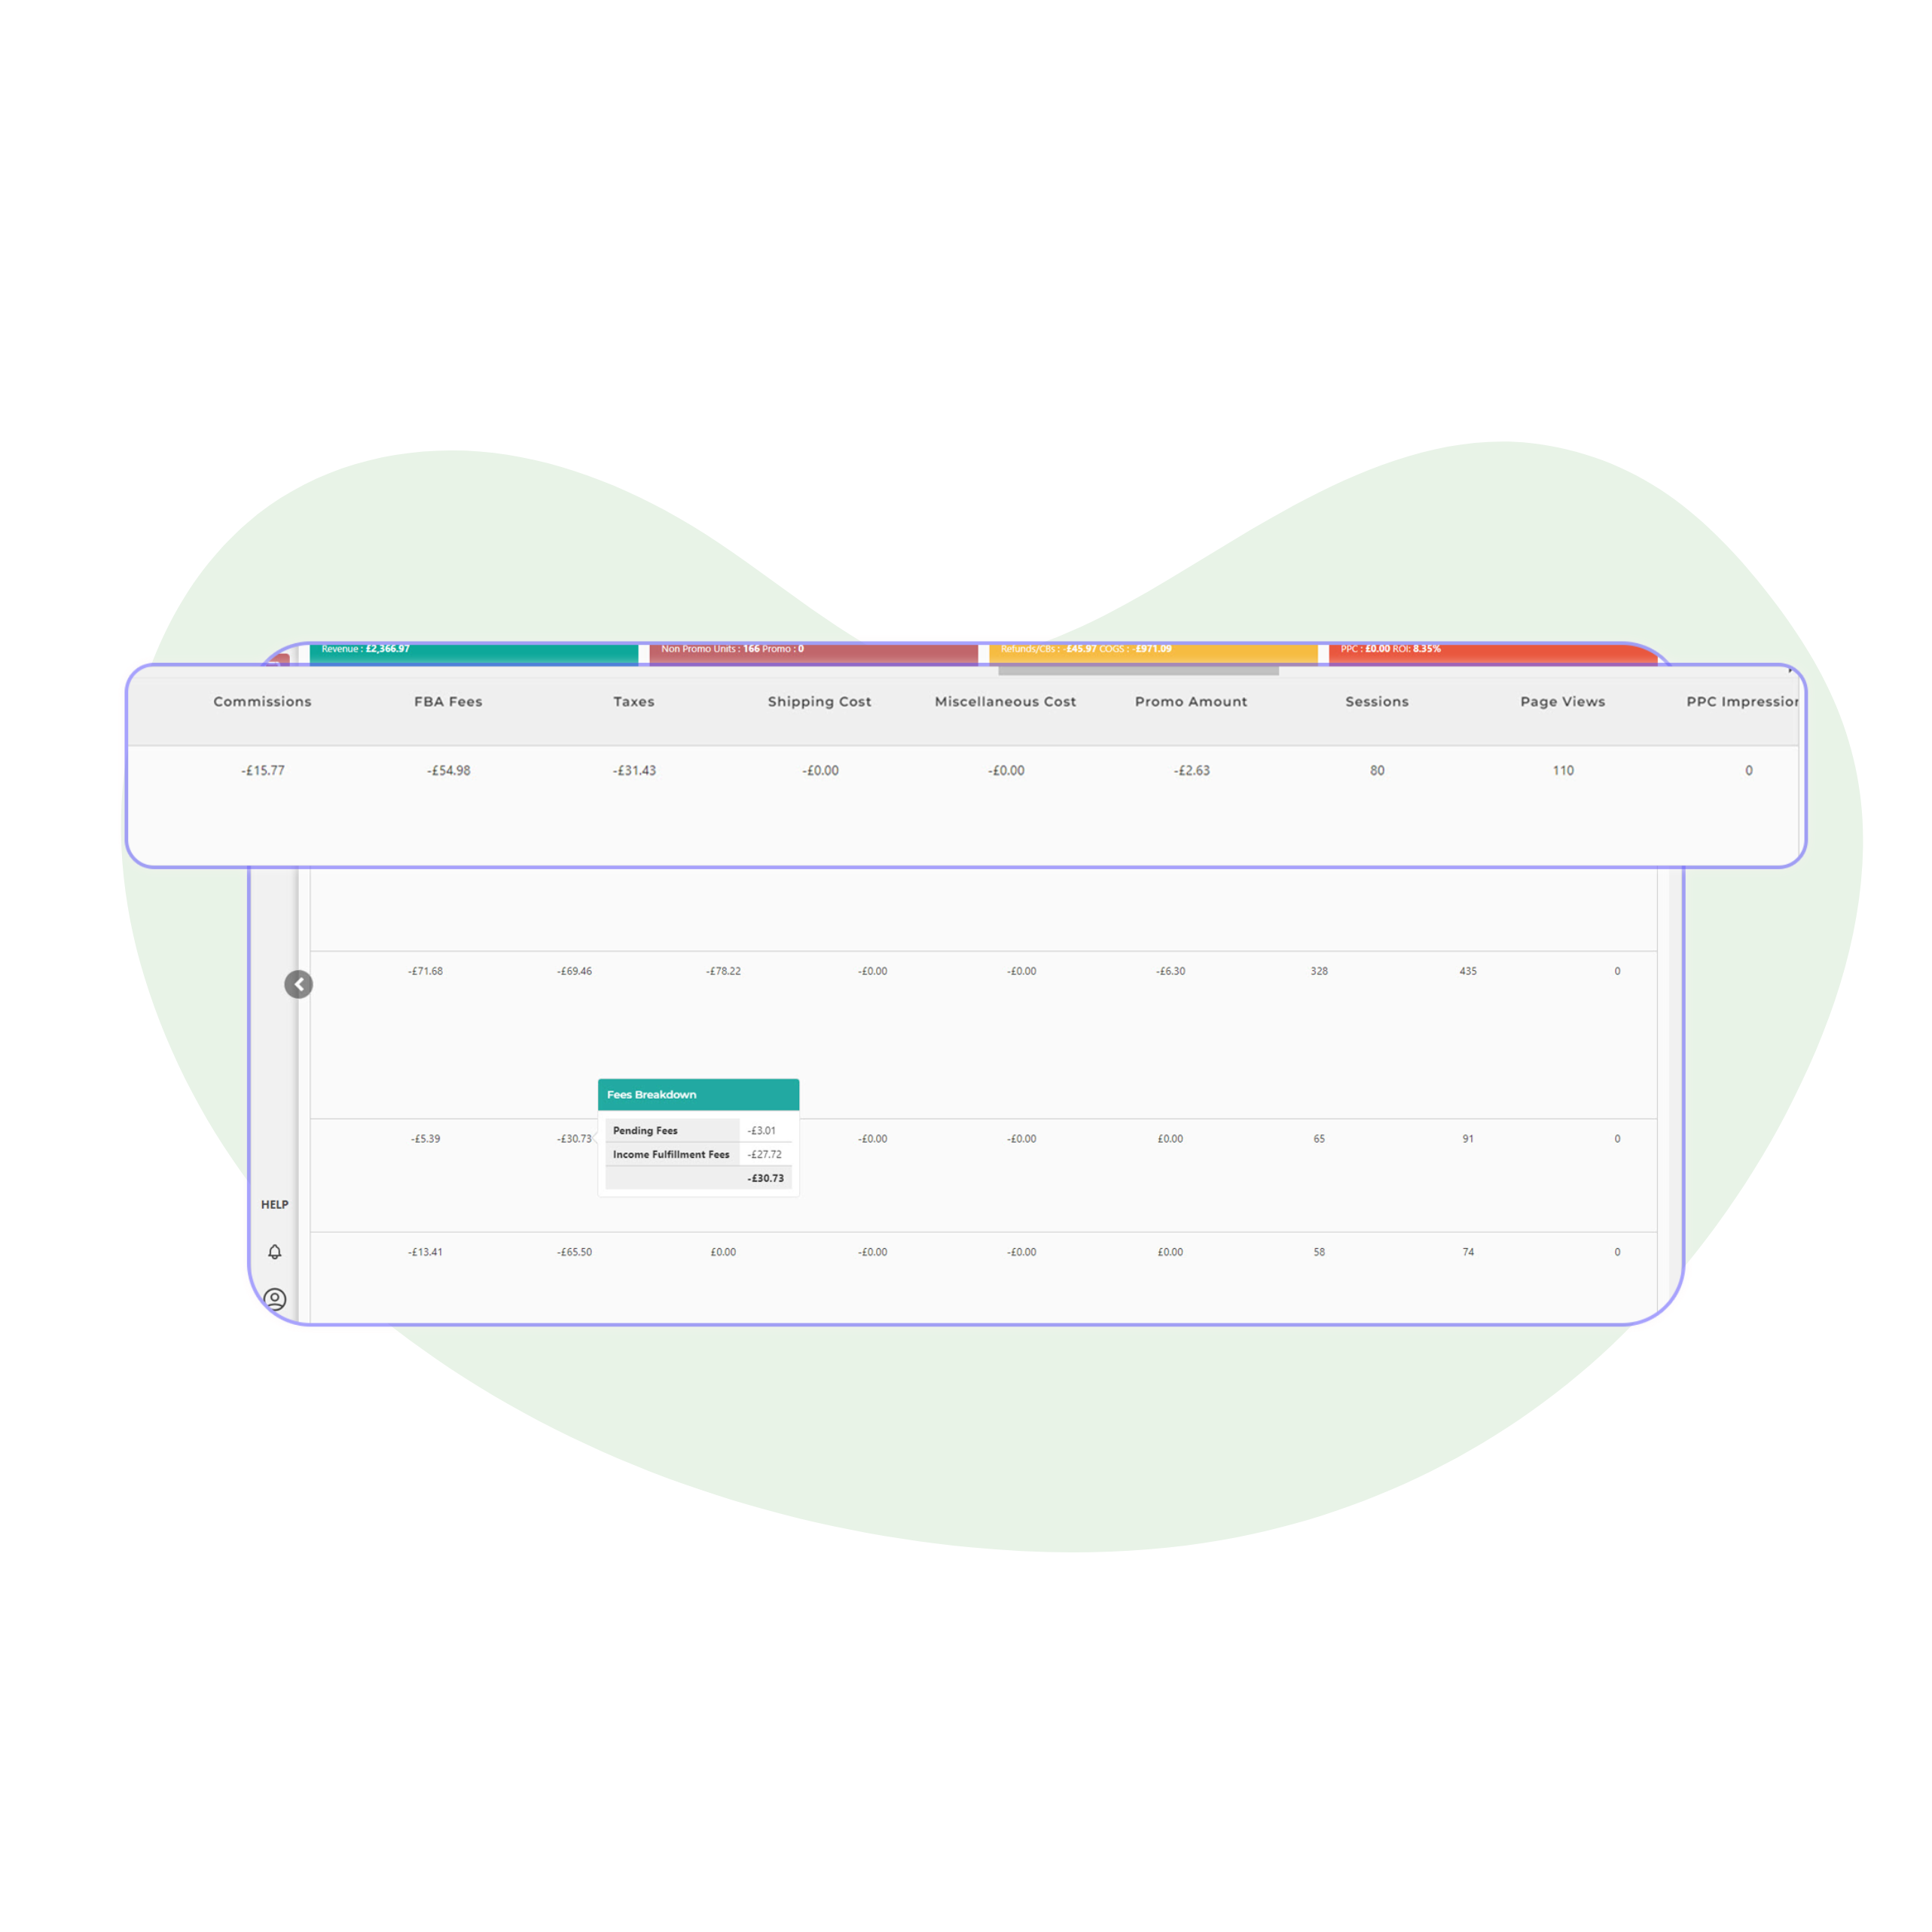 Revenue : £2,366.97 Non Promo Units : 166 Promo : 0 Refunds/CBs : -£45.97 COGS : -£971.09 PPC : £0.00 ROI: 8.35%
Commissions FBA Fees Taxes Shipping Cost Miscellaneous Cost Promo Amount Sessions Page Views PPC Impression
-£15.77 -£54.98 -£31.43 -£0.00 -£0.00 -£2.63 80 110 0
-£71.68 -£69.46 -£78.22 -£0.00 -£0.00 -£6.30 328 435 0
Fees Breakdown
Pending Fees -£3.01
-£5.39 -£30.73 -£0.00 -£0.00 £0.00 65 91 0
Income Fulfillment Fees -£27.72
-£30.73
HELP
-£13.41 -£65.50 £0.00 -£0.00 -£0.00 £0.00 58 74 0